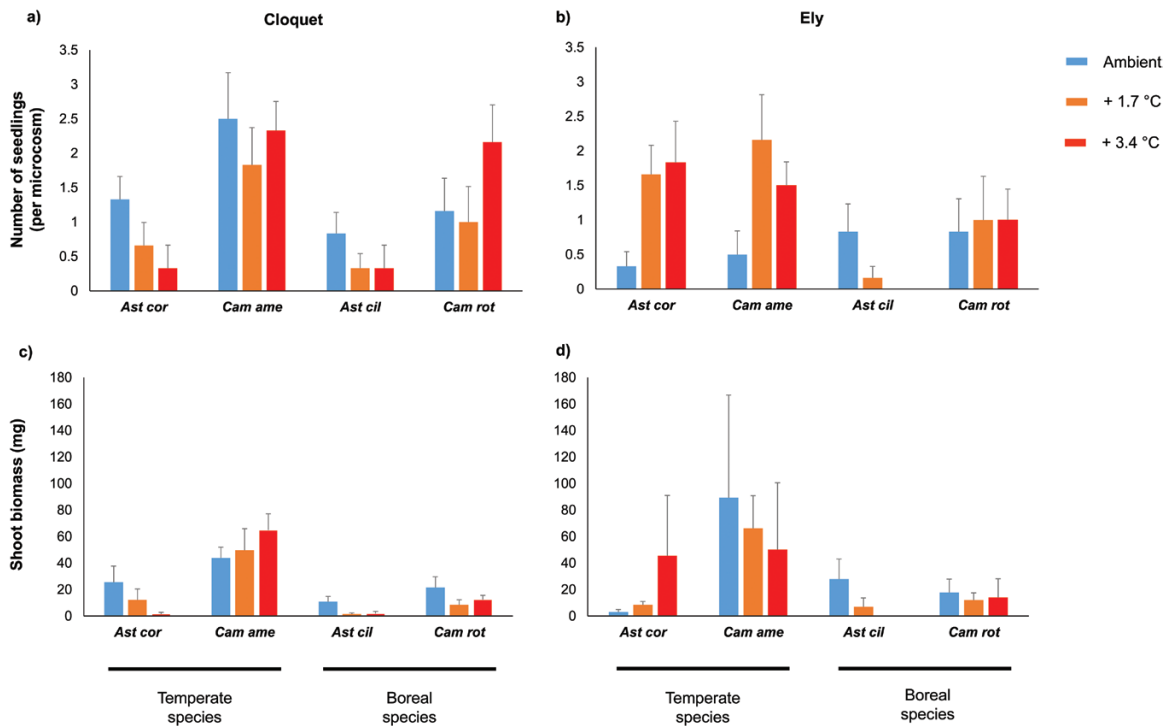 a)
Cloquet
b)
Ely
Number of seedlings
(per microcosm)
3.5
3
2.5
2
1.5
1
0.5
0
Ast cor
Cam ame
Ast cil
Cam rot
3.5
3
2.5
2
1.5
1
0.5
0
Ast cor
Cam ame
Ast cil
Cam rot
Ambient
+ 1.7 °C
+ 3.4 °C
c)
d)
Shoot biomass (mg)
180
160
140
120
100
80
60
40
20
0
Ast cor
Cam ame
Ast cil
Cam rot
180
160
140
120
100
80
60
40
20
0
Ast cor
Cam ame
Ast cil
Cam rot
Temperate
species
Boreal
species
Temperate
species
Boreal
species